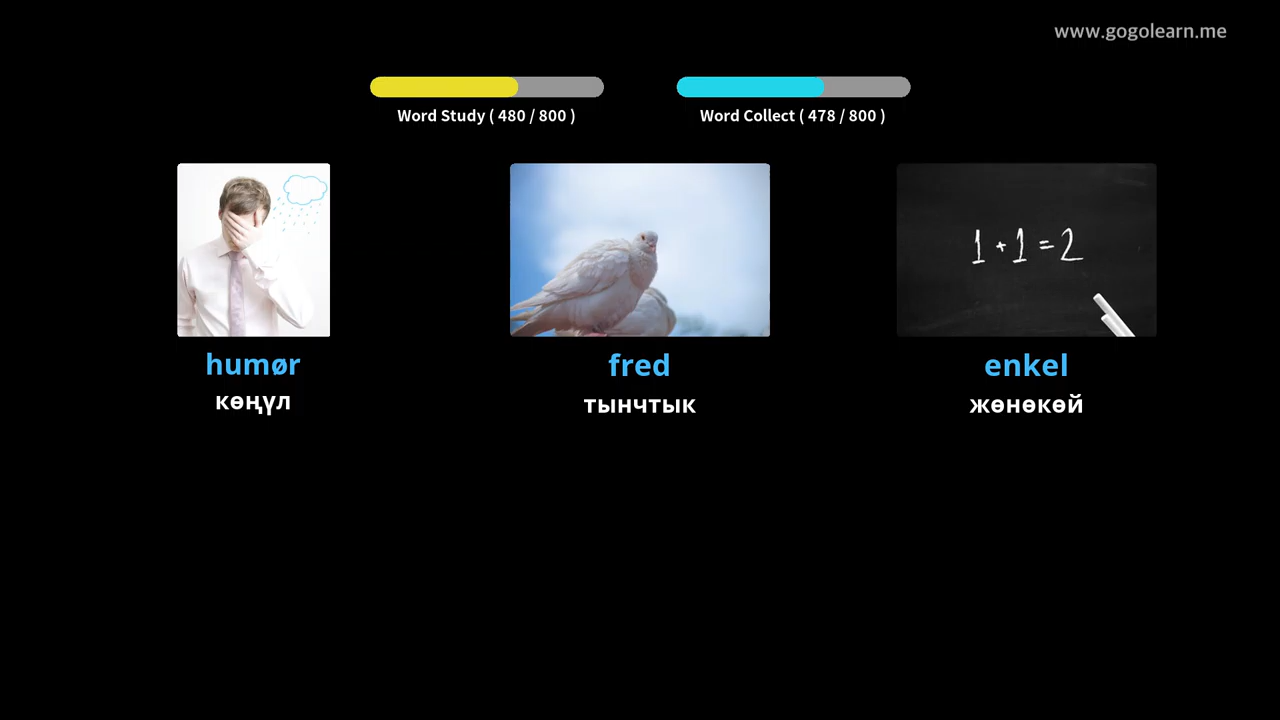 www.gogolearn.me
Word Study ( 480 / 800 )
Word Collect ( 478 / 800 )
1 + 1 = 2
humør
көңүл
fred
тынчтык
enkel
жөнөкөй